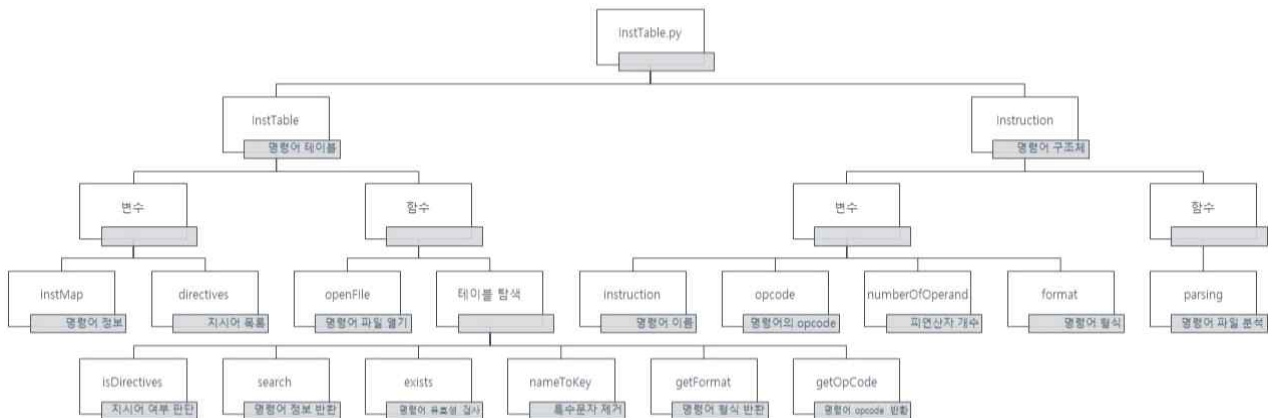 InstTable.py
InstTable
명령어 테이블
Instruction
명령어 구조체
변수
함수
변수
함수
InstMap
명령어 정보
directives
지시어 목록
openFile
명령어 파일 열기
테이블 탐색
instruction
명령어 이름
opcode
명령어의 opcode
numberOfOperand
피연산자 개수
format
명령어 형식
parsing
명령어 파일 분석
isDirectives
지시어 여부 판단
search
명령어 정보 반환
exists
명령어 유효성 검사
nameToKey
특수문자 제거
getFormat
명령어 형식 반환
getOpCode
명령어 opcode 반환